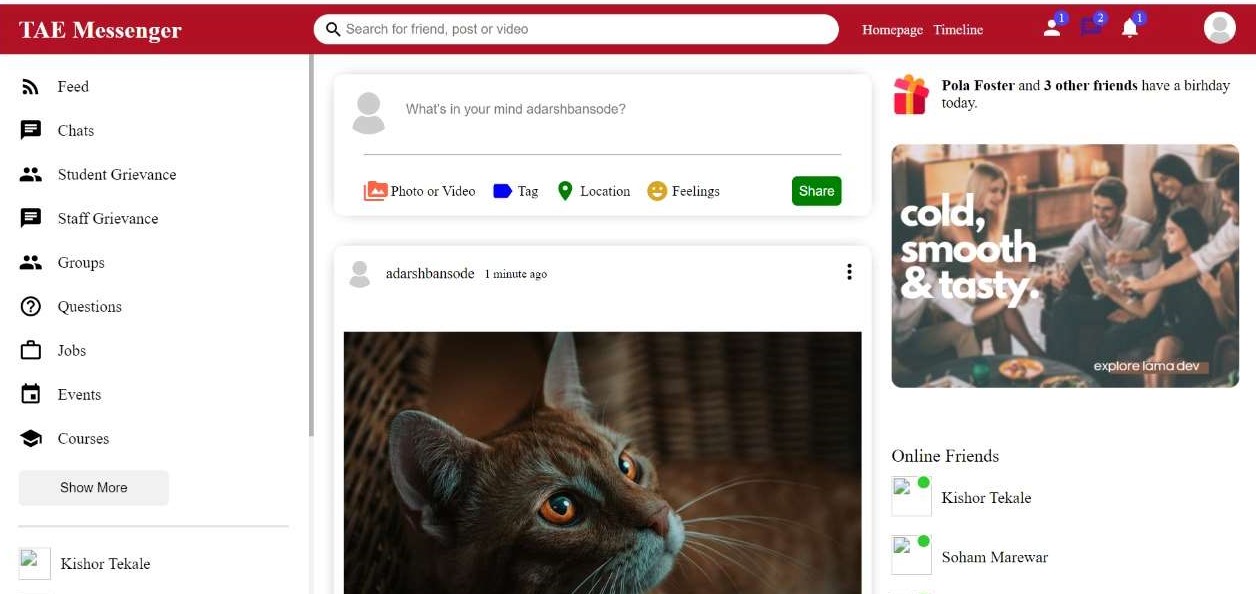 TAE Messenger
Search for friend, post or video
Homepage Timeline
1
2
1
Feed
Chats
Student Grievance
Staff Grievance
Groups
Questions
Jobs
Events
Courses
Show More
Kishor Tekale
What's in your mind adarshbansode?
Photo or Video
Tag
Location
Feelings
Share
adarshbansode 1 minute ago
Pola Foster and 3 other friends have a birhday
today.
cold,
smooth
& tasty.
explore lama dev
Online Friends
Kishor Tekale
Soham Marewar